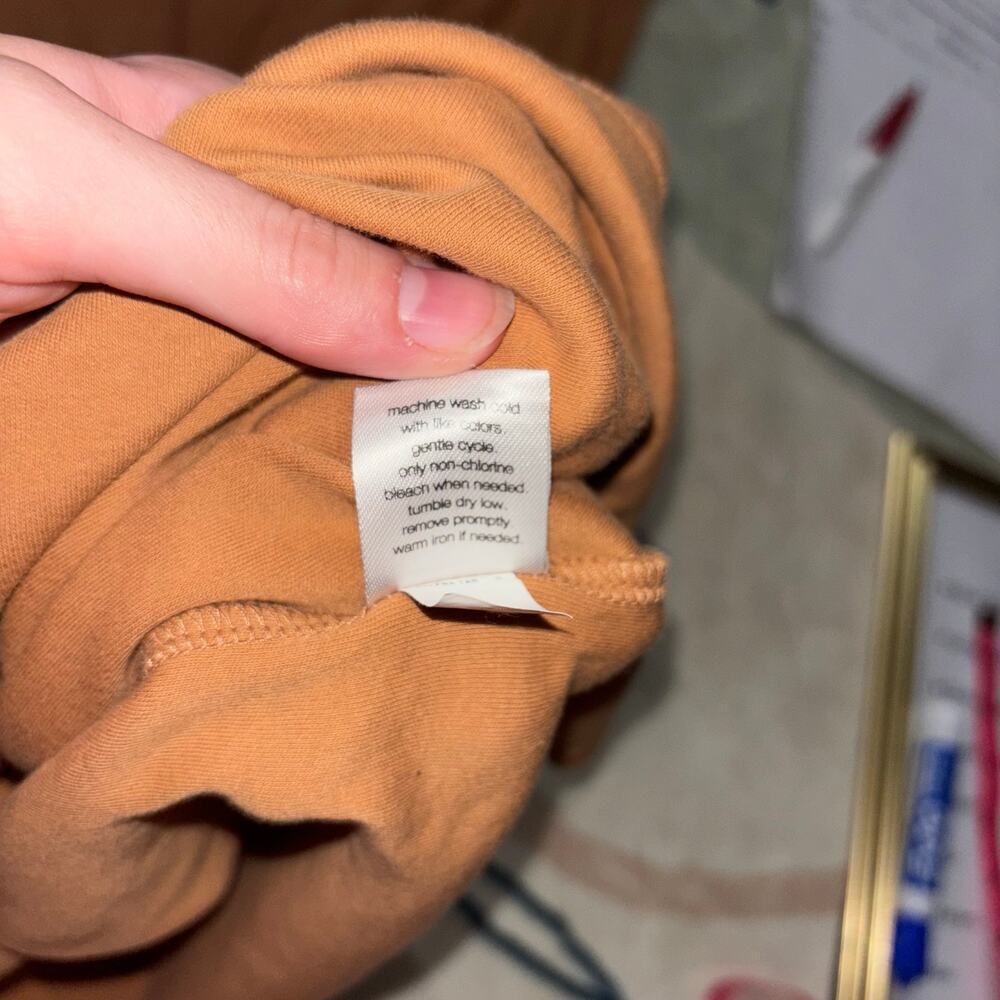 machine wash cold
with like colors.
gentle cycle.
only non-chlorine
bleach when needed.
tumble dry low.
remove promptly
warm iron if needed.
EXPO